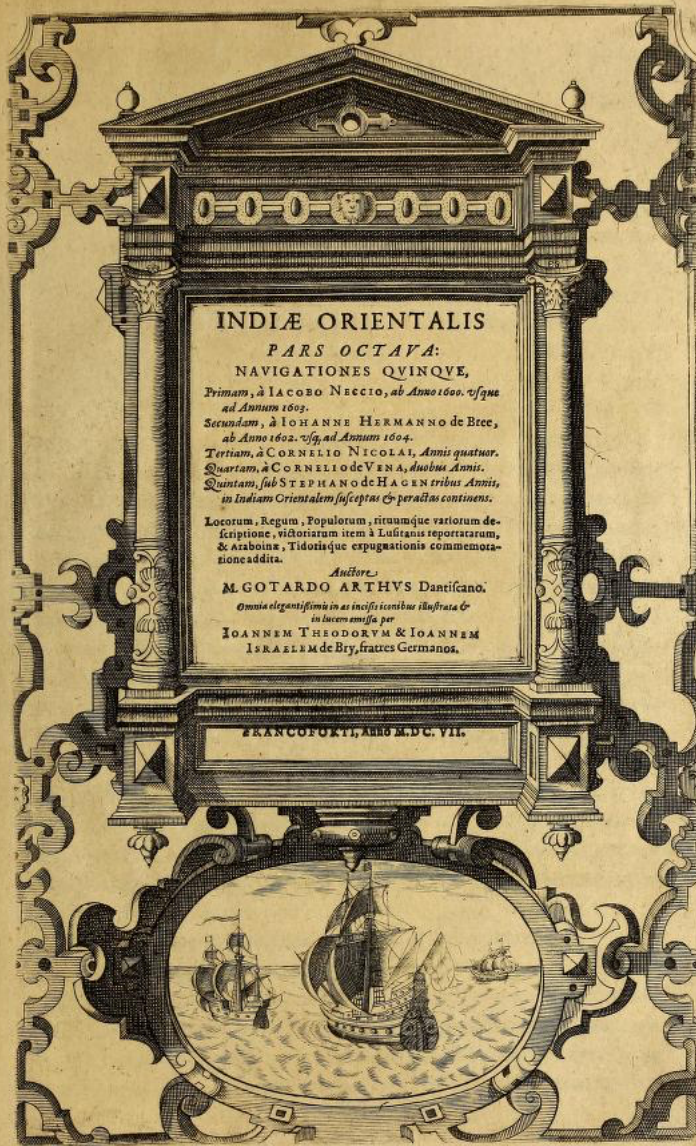 INDIÆ ORIENTALIS
PARS OCTAVA:
NAVIGATIONES QVINQVE,
Primam, à IACOBO NECCIO, ab Anno 1600. vſque
ad Annum 1603.
Secundam, à IOHANNE HERMANNO de Bree,
ab Anno 1602. vſq, ad Annum 1604.
Tertiam, à CORNELIO NICOLAI, Annis quatuor.
Quartam, à CORNELIO de VENA, duobus Annis.
Quintam, ſub STEPHANO de HAGEN tribus Annis,
in Indiam Orientalem ſuſceptas & peractas continens.
Locorum, Regum, Populorum, rituumque variorum de-
ſcriptione, victoriarum item à Luſitanis reportatarum,
& Araboinæ, Tidorisque expugnationis commemora-
tione addita.
Auctore
M. GOTARDO ARTHVS Dantiſcano.
Omnia elegantiſſimis in æs inciſis iconibus illuſtrata &
in lucem emeſſa per
IOANNEM THEODORVM & IOANNEM
ISRAELEM de Bry, fratres Germanos.
FRANCOFORTI, Anno M.DC. VII.